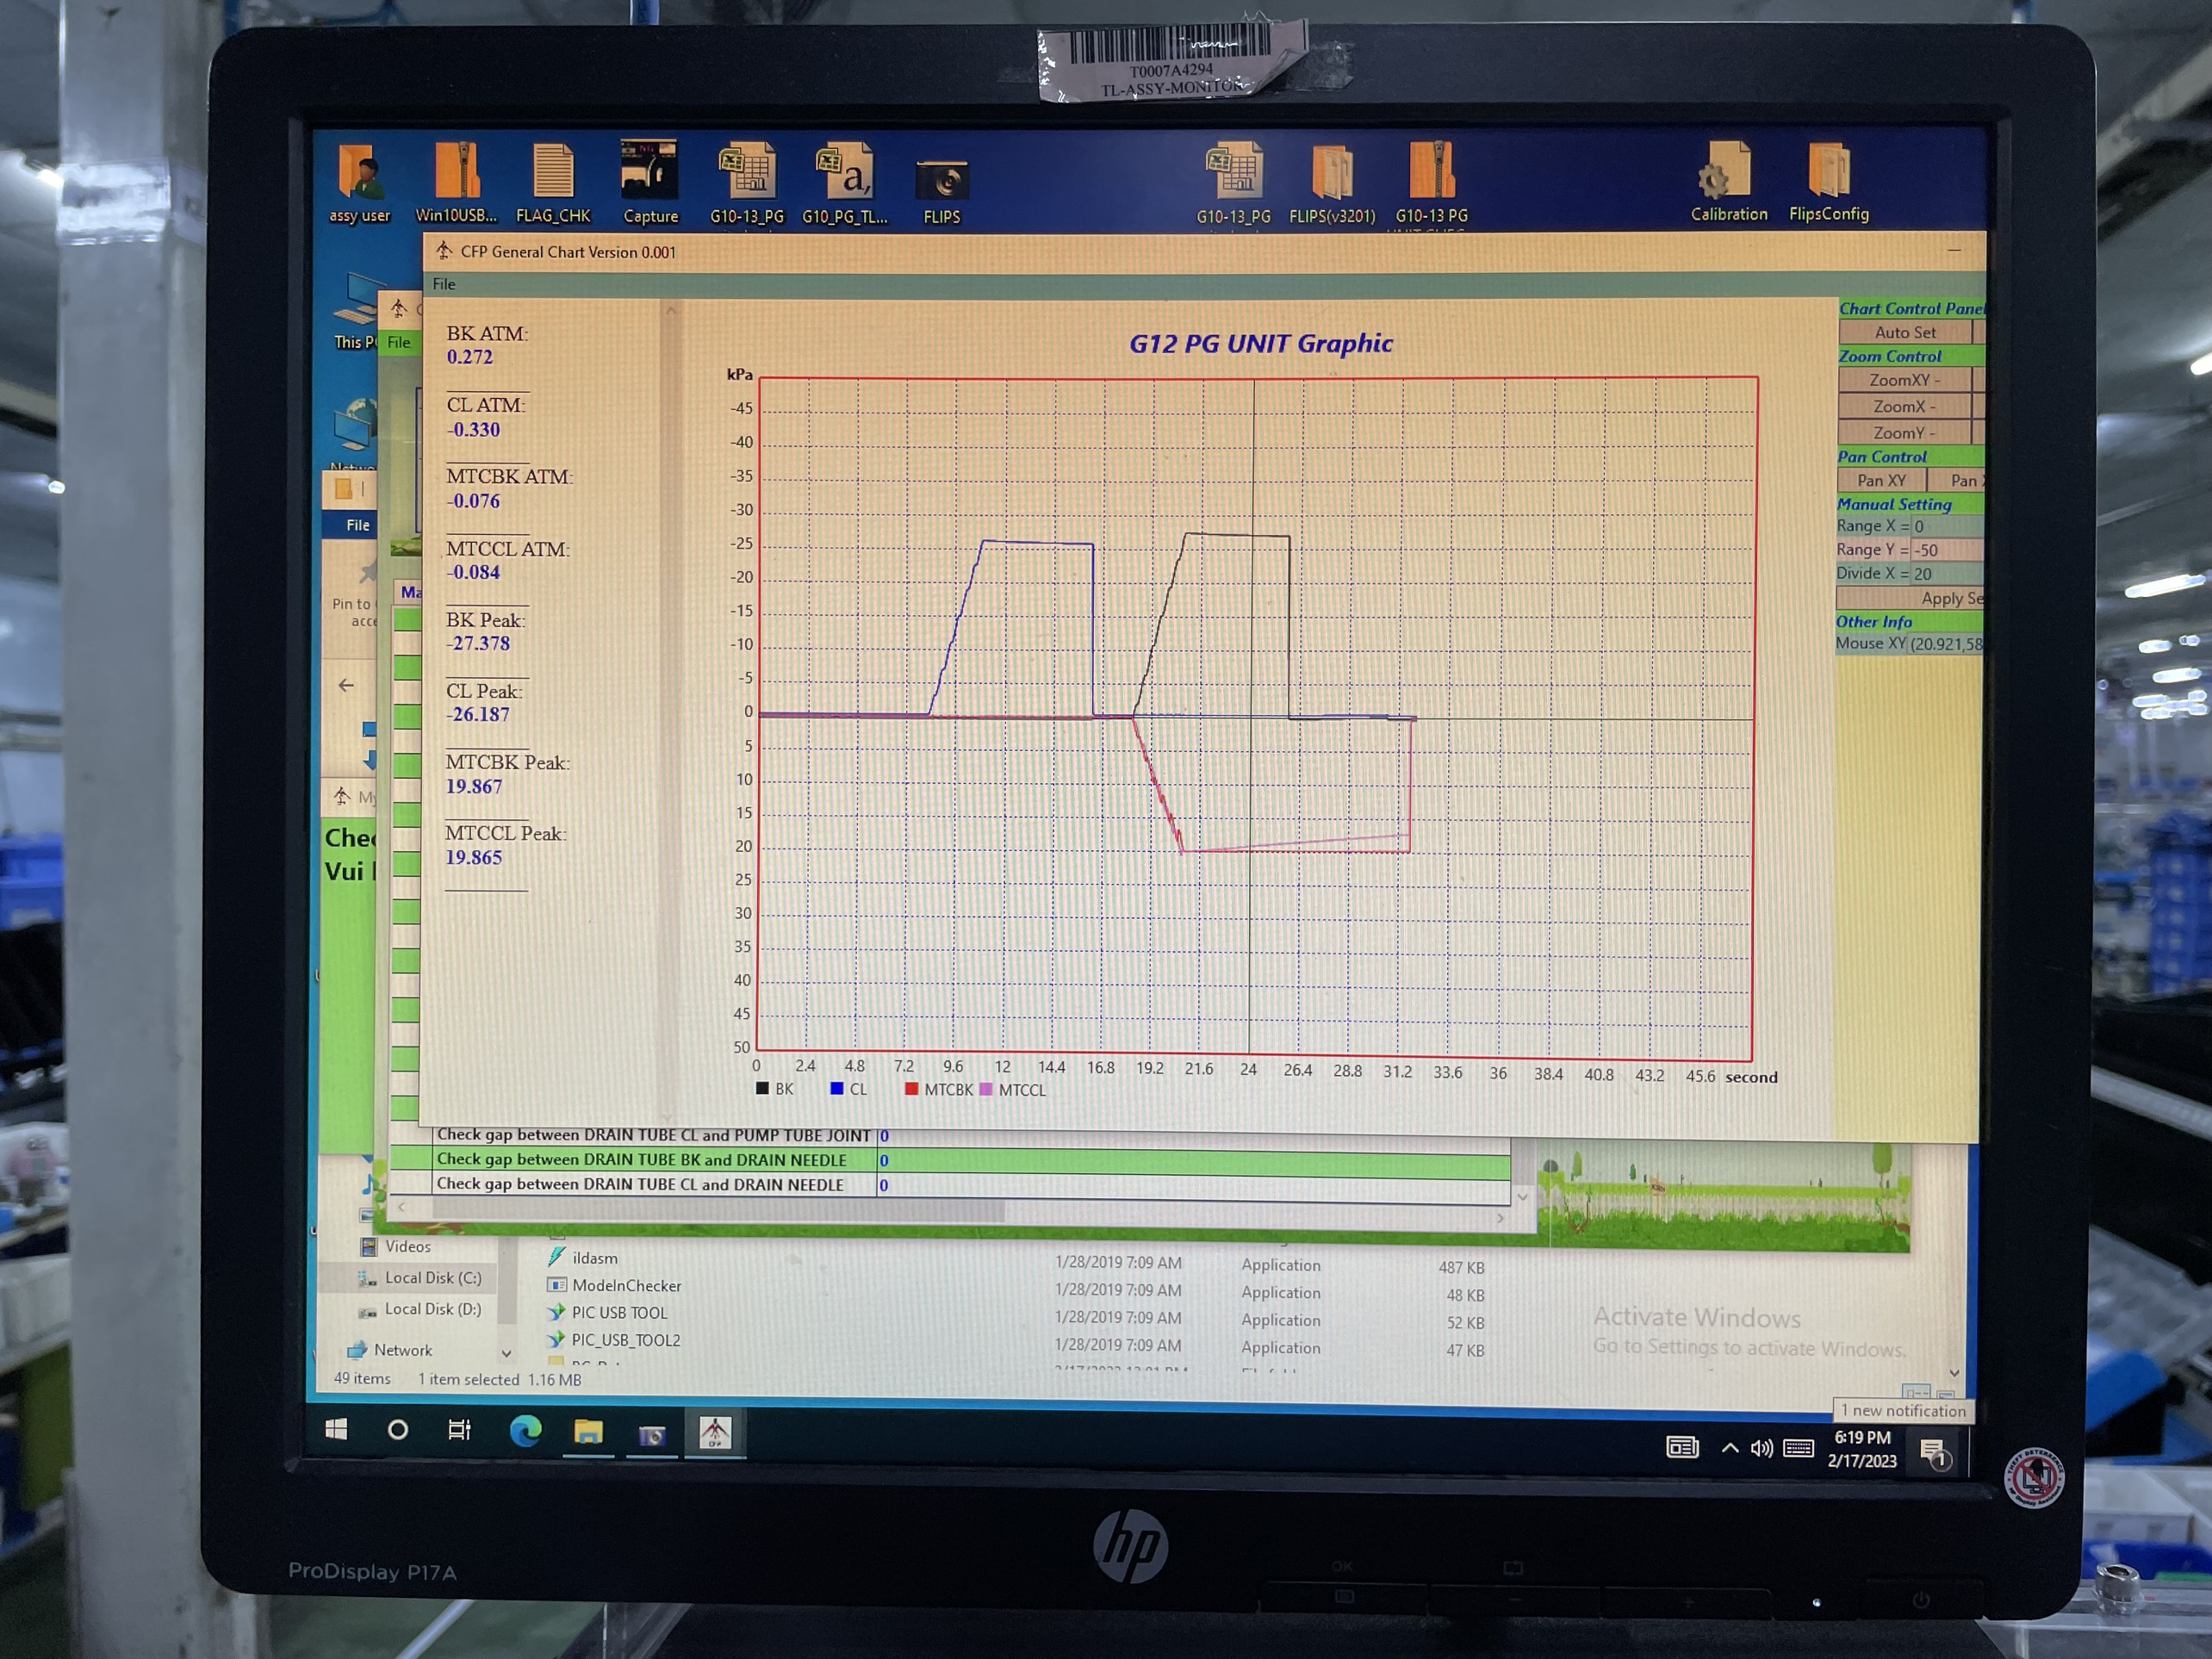 T0007A4294
TL-ASSY-MONITOR
assy user
Win10USB...
FLAG_CHK
Capture
G10-13_PG
G10_PG_TL...
FLIPS
G10-13_PG
FLIPS(v3201)
G10-13 PG
Calibration
FlipsConfig
This P
CFP General Chart Version 0.001
File
File
File
Pin to
acce
Ma
My
Chec
Vui
BK ATM:
0.272
CL ATM:
-0.330
MTCBK ATM:
-0.076
MTCCL ATM:
-0.084
BK Peak:
-27.378
CL Peak:
-26.187
MTCBK Peak:
19.867
MTCCL Peak:
19.865
G12 PG UNIT Graphic
kPa
-45
-40
-35
-30
-25
-20
-15
-10
-5
0
5
10
15
20
25
30
35
40
45
50
0 2.4 4.8 7.2 9.6 12 14.4 16.8 19.2 21.6 24 26.4 28.8 31.2 33.6 36 38.4 40.8 43.2 45.6 second
BK CL MTCBK MTCCL
Chart Control Panel
Auto Set
Zoom Control
ZoomXY -
ZoomX -
ZoomY -
Pan Control
Pan XY Pan
Manual Setting
Range X = 0
Range Y = -50
Divide X = 20
Apply Se
Other Info
Mouse XY (20.921,58
Check gap between DRAIN TUBE CL and PUMP TUBE JOINT 0
Check gap between DRAIN TUBE BK and DRAIN NEEDLE 0
Check gap between DRAIN TUBE CL and DRAIN NEEDLE 0
Videos
Local Disk (C:)
Local Disk (D:)
Network
ildasm 1/28/2019 7:09 AM Application 487 KB
ModelnChecker 1/28/2019 7:09 AM Application 48 KB
PIC USB TOOL 1/28/2019 7:09 AM Application 52 KB
PIC_USB_TOOL2 1/28/2019 7:09 AM Application 47 KB
49 items 1 item selected 1.16 MB
Activate Windows
Go to Settings to activate Windows.
1 new notification
6:19 PM
2/17/2023
1
hp
ProDisplay P17A
OK